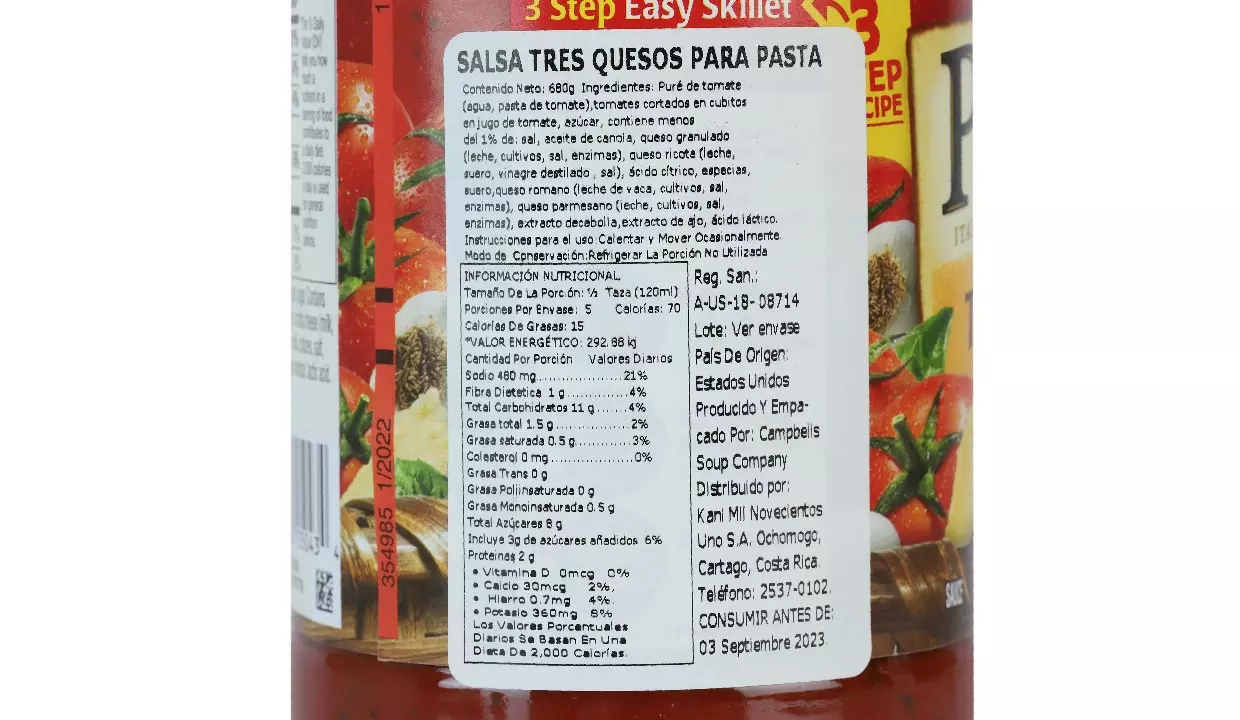 3 Step Easy Skillet
3
STEP
RECIPE
SALSA TRES QUESOS PARA PASTA
Contenido Neto: 680g Ingredientes: Puré de tomate
(agua, pasta de tomate),tomates cortados en cubitos
en jugo de tomate, azúcar, contiene menos
del 1% de: sal, aceite de canola, queso granulado
(leche, cultivos, sal, enzimas), queso ricota (leche,
suero, vinagre destilado , sal), ácido cítrico, especias,
suero,queso romano (leche de vaca, cultivos, sal,
enzimas), queso parmesano (leche, cultivos, sal,
enzimas), extracto decabolla,extracto de ajo, ácido láctico.
Instrucciones para el uso:Calentar y Mover Ocasionalmente.
Modo de Conservación:Refrigerar La Porción No Utilizada
INFORMACIÓN NUTRICIONAL
Tamaño De La Porción: ½ Taza (120ml)
Porciones Por Envase: 5 Calorías: 70
Calorías De Grasas: 15
*VALOR ENERGÉTICO: 292.88 kj
Cantidad Por Porción Valores Diarios
Sodio 480 mg.....................21%
Fibra Dietetica 1 g..............4%
Total Carbohidratos 11 g.......4%
Grasa total 1.5 g...................2%
Grasa saturada 0.5 g.............3%
Colesterol 0 mg....................0%
Grasa Trans 0 g
Grasa Poliinsaturada 0 g
Grasa Monoinsaturada 0.5 g
Total Azúcares 8 g
Incluye 3g de azúcares añadidos 6%
Proteinas 2 g
• Vitamina D 0mcg 0%
• Calcio 30mcg 2%.
• Hierro 0.7mg 4%.
• Potasio 360mg 8%
Los Valores Porcentuales
Diarios Se Basan En Una
Dieta De 2,000 Calorías.
Reg. San.:
A-US-18- 08714
Lote: Ver envase
País De Origen:
Estados Unidos
Producido Y Empa-
cado Por: Campbells
Soup Company
Distribuido por:
Kani Mil Novecientos
Uno S.A. Ochomogo,
Cartago, Costa Rica.
Teléfono: 2537-0102.
CONSUMIR ANTES DE:
03 Septiembre 2023.
354985 1/2022
SAUCE